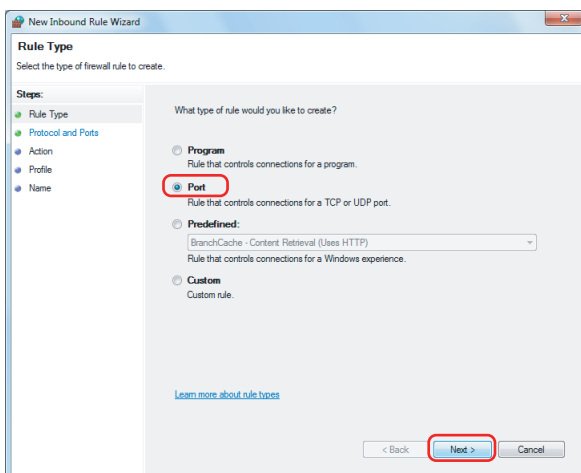 New Inbound Rule Wizard
Rule Type
Select the type of firewall rule to create.
Steps:
Rule Type
Protocol and Ports
Action
Profile
Name
What type of rule would you like to create?
Program
Rule that controls connections for a program.
Port
Rule that controls connections for a TCP or UDP port.
Predefined:
BranchCache - Content Retrieval (Uses HTTP)
Rule that controls connections for a Windows experience.
Custom
Custom rule.
Learn more about rule types
< Back Next > Cancel